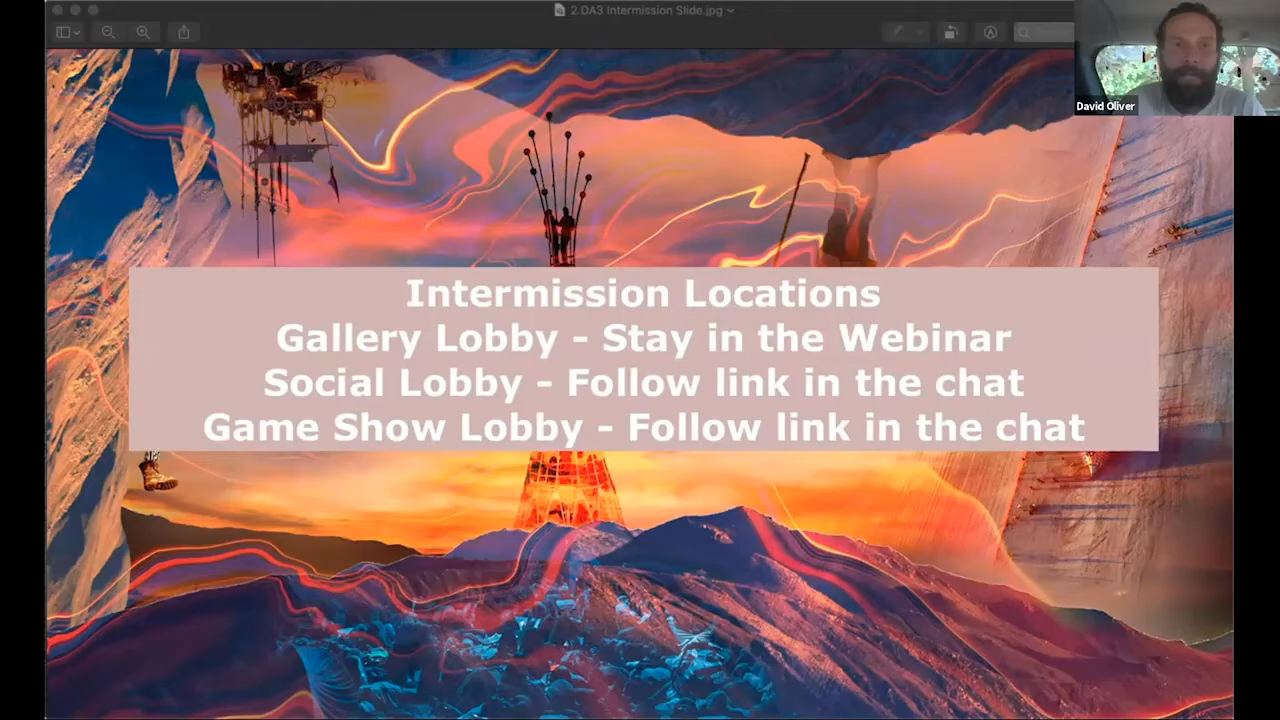 2.DA3 Intermission Slide.jpg
David Oliver
Intermission Locations
Gallery Lobby - Stay in the Webinar
Social Lobby - Follow link in the chat
Game Show Lobby - Follow link in the chat